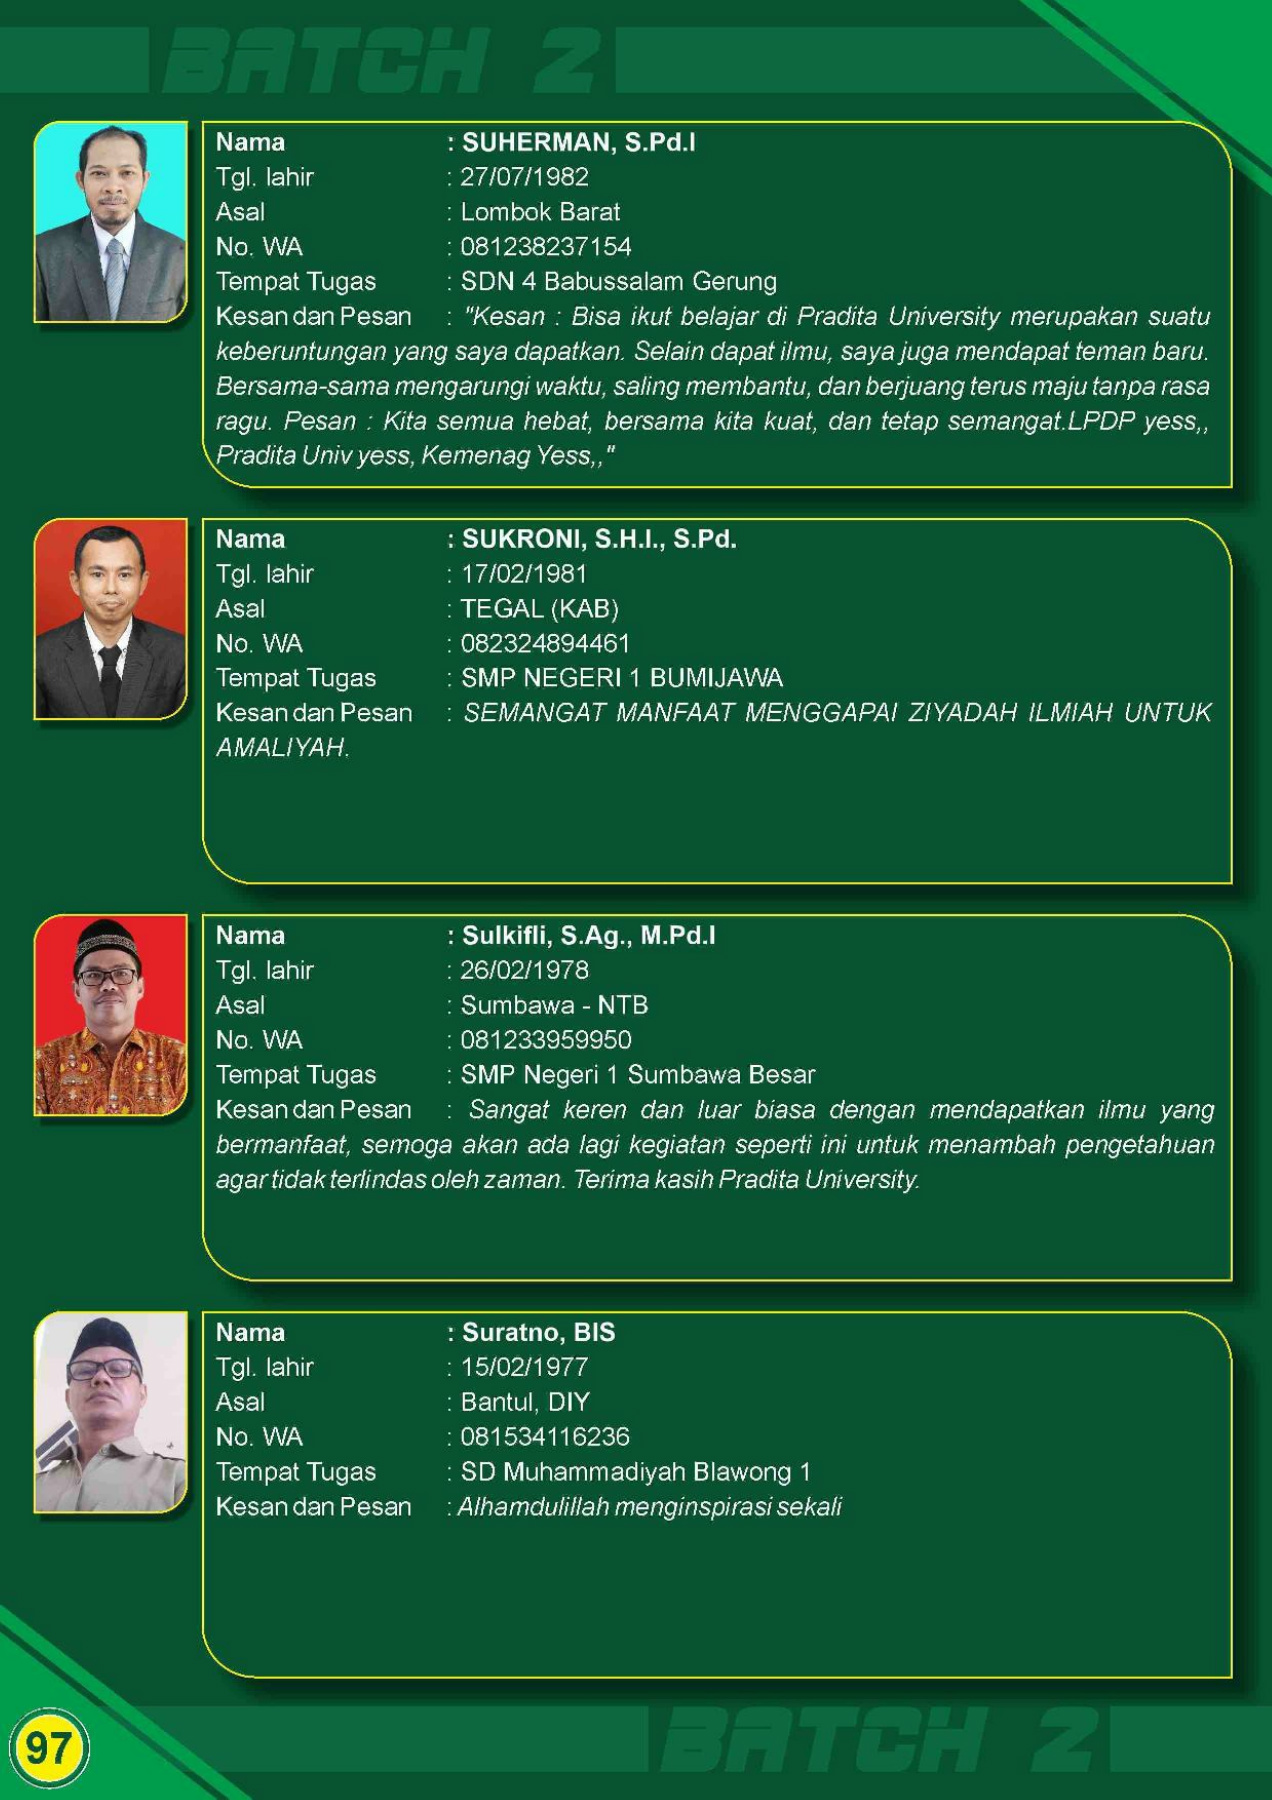 BATCH 2
Nama : SUHERMAN, S.Pd.I
Tgl. lahir : 27/07/1982
Asal : Lombok Barat
No. WA : 081238237154
Tempat Tugas : SDN 4 Babussalam Gerung
Kesan dan Pesan : "Kesan : Bisa ikut belajar di Pradita University merupakan suatu
keberuntungan yang saya dapatkan. Selain dapat ilmu, saya juga mendapat teman baru.
Bersama-sama mengarungi waktu, saling membantu, dan berjuang terus maju tanpa rasa
ragu. Pesan : Kita semua hebat, bersama kita kuat, dan tetap semangat.LPDP yess,,
Pradita Univ yess, Kemenag Yess,,"
Nama : SUKRONI, S.H.I., S.Pd.
Tgl. lahir : 17/02/1981
Asal : TEGAL (KAB)
No. WA : 082324894461
Tempat Tugas : SMP NEGERI 1 BUMIJAWA
Kesan dan Pesan : SEMANGAT MANFAAT MENGGAPAI ZIYADAH ILMIAH UNTUK
AMALIYAH.
Nama : Sulkifli, S.Ag., M.Pd.I
Tgl. lahir : 26/02/1978
Asal : Sumbawa - NTB
No. WA : 081233959950
Tempat Tugas : SMP Negeri 1 Sumbawa Besar
Kesan dan Pesan : Sangat keren dan luar biasa dengan mendapatkan ilmu yang
bermanfaat, semoga akan ada lagi kegiatan seperti ini untuk menambah pengetahuan
agar tidak terlindas oleh zaman. Terima kasih Pradita University.
Nama : Suratno, BIS
Tgl. lahir : 15/02/1977
Asal : Bantul, DIY
No. WA : 081534116236
Tempat Tugas : SD Muhammadiyah Blawong 1
Kesan dan Pesan : Alhamdulillah menginspirasi sekali
97
BATCH 2